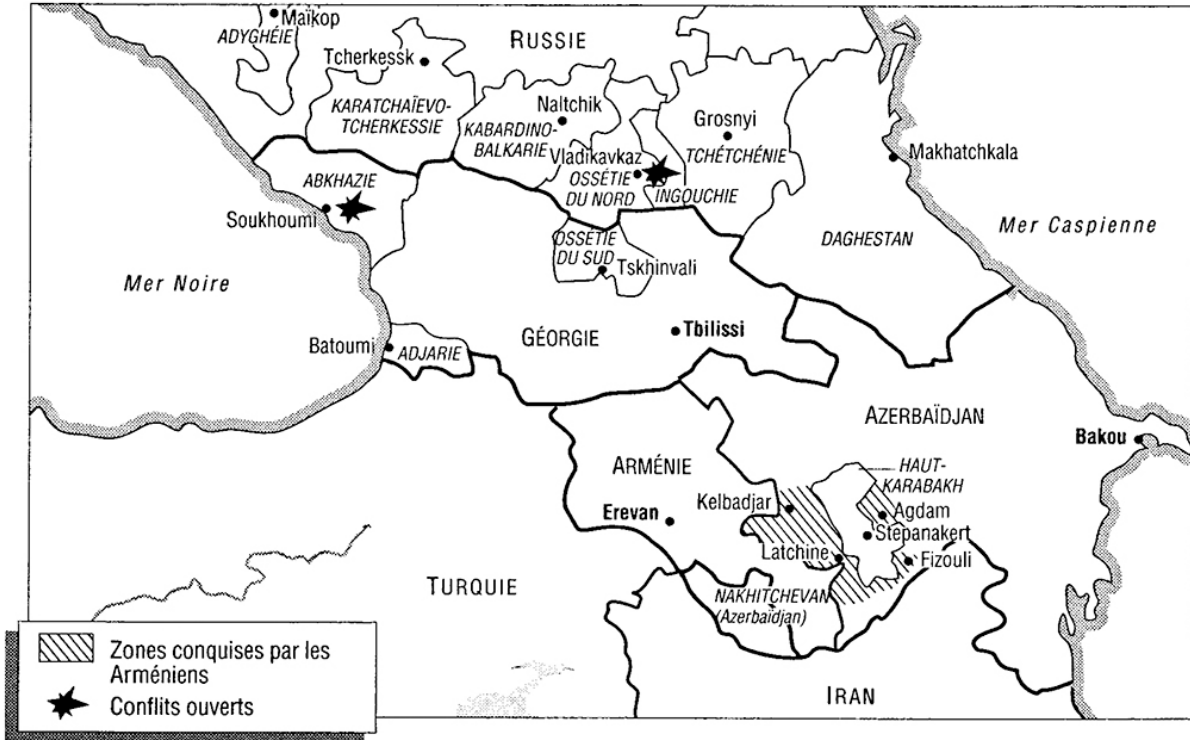 Maïkop
ADYGHÉIE
RUSSIE
Tcherkessk
KARATCHAÏEVO-
TCHERKESSIE
Naltchik
KABARDINO-
BALKARIE
Grosnyi
TCHÉTCHÉNIE
Vladikavkaz
OSSÉTIE
DU NORD
INGOUCHIE
Makhatchkala
ABKHAZIE
Soukhoumi
DAGHESTAN
Mer Caspienne
OSSÉTIE
DU SUD
Tskhinvali
Mer Noire
GÉORGIE
Tbilissi
Batoumi
ADJARIE
AZERBAÏDJAN
Bakou
ARMÉNIE
HAUT-
KARABAKH
Kelbadjar
Agdam
Erevan
Stepanakert
Latchine
Fizouli
TURQUIE
NAKHITCHEVAN
(Azerbaïdjan)
IRAN
Zones conquises par les
Arméniens
Conflits ouverts